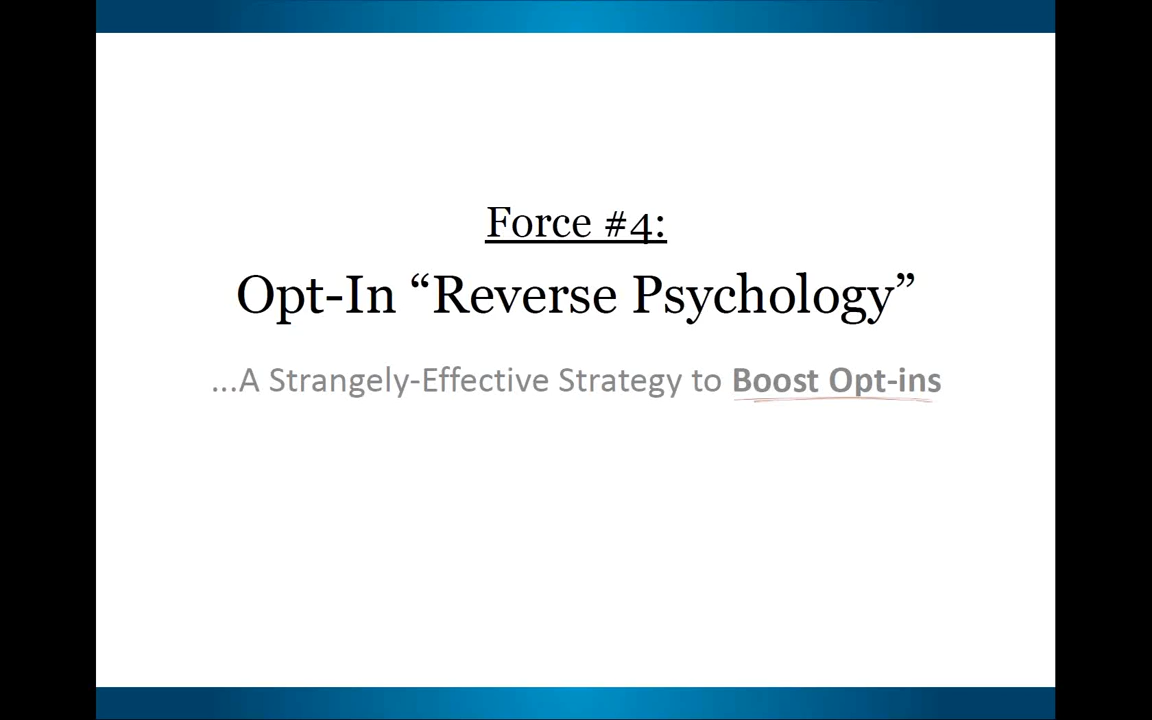 Force #4:
Opt-In “Reverse Psychology”
...A Strangely-Effective Strategy to Boost Opt-ins